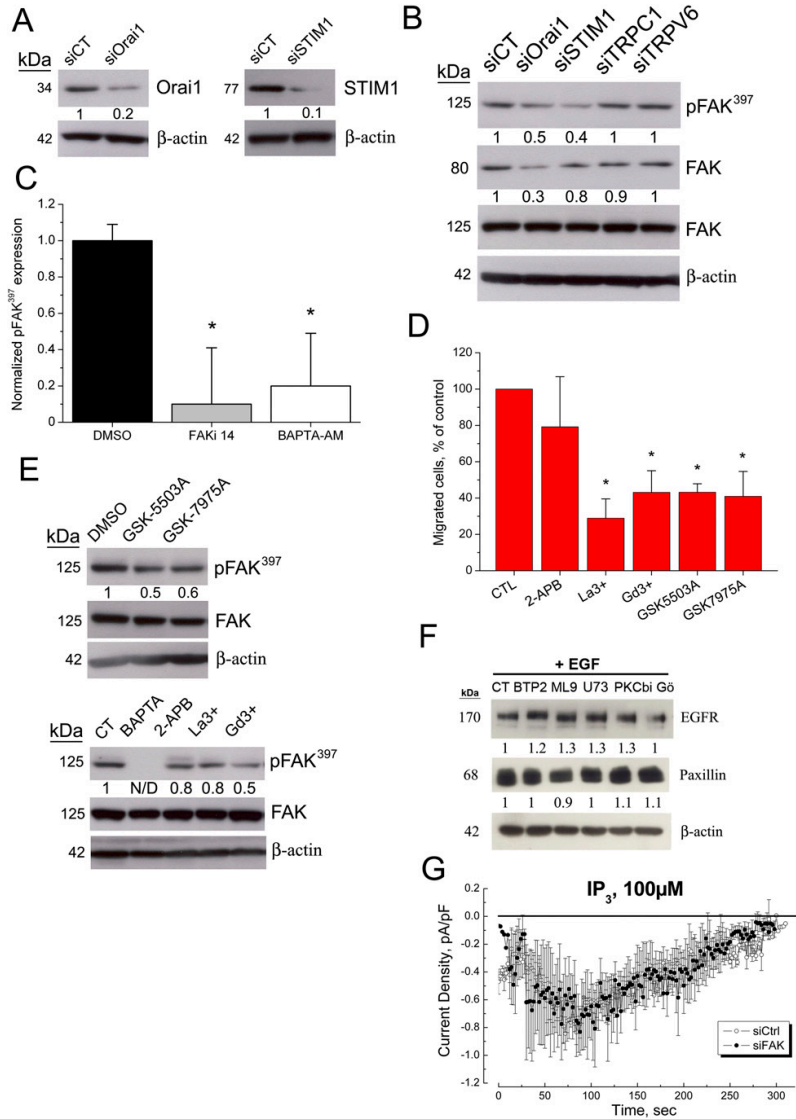 A
kDa
siCT siOrai1
34 Orai1
1 0.2
42 β-actin
siCT siSTIM1
77 STIM1
1 0.1
42 β-actin
B
siCT siOrai1 siSTIM1 siTRPC1 siTRPV6
kDa
125 pFAK³⁹⁷
1 0.5 0.4 1 1
80 FAK
1 0.3 0.8 0.9 1
125 FAK
42 β-actin
C
Normalized pFAK³⁹⁷ expression
1.2
1.0
0.8
0.6
0.4
0.2
0.0
* *
DMSO FAKi 14 BAPTA-AM
D
Migrated cells, % of control
120
100
80
60
40
20
0
* * * *
CTL 2-APB La3+ Gd3+ GSK5503A GSK7975A
E
kDa
DMSO GSK-5503A GSK-7975A
125 pFAK³⁹⁷
1 0.5 0.6
125 FAK
42 β-actin
kDa
CT BAPTA 2-APB La3+ Gd3+
125 pFAK³⁹⁷
1 N/D 0.8 0.8 0.5
125 FAK
42 β-actin
F
+ EGF
kDa CT BTP2 ML9 U73 PKCbi Gö
170 EGFR
1 1.2 1.3 1.3 1.3 1
68 Paxillin
1 1 0.9 1 1.1 1.1
42 β-actin
G
IP₃, 100µM
Current Density, pA/pF
0.2
0.0
-0.2
-0.4
-0.6
-0.8
-1.0
-1.2
siCtrl
siFAK
0 50 100 150 200 250 300
Time, sec